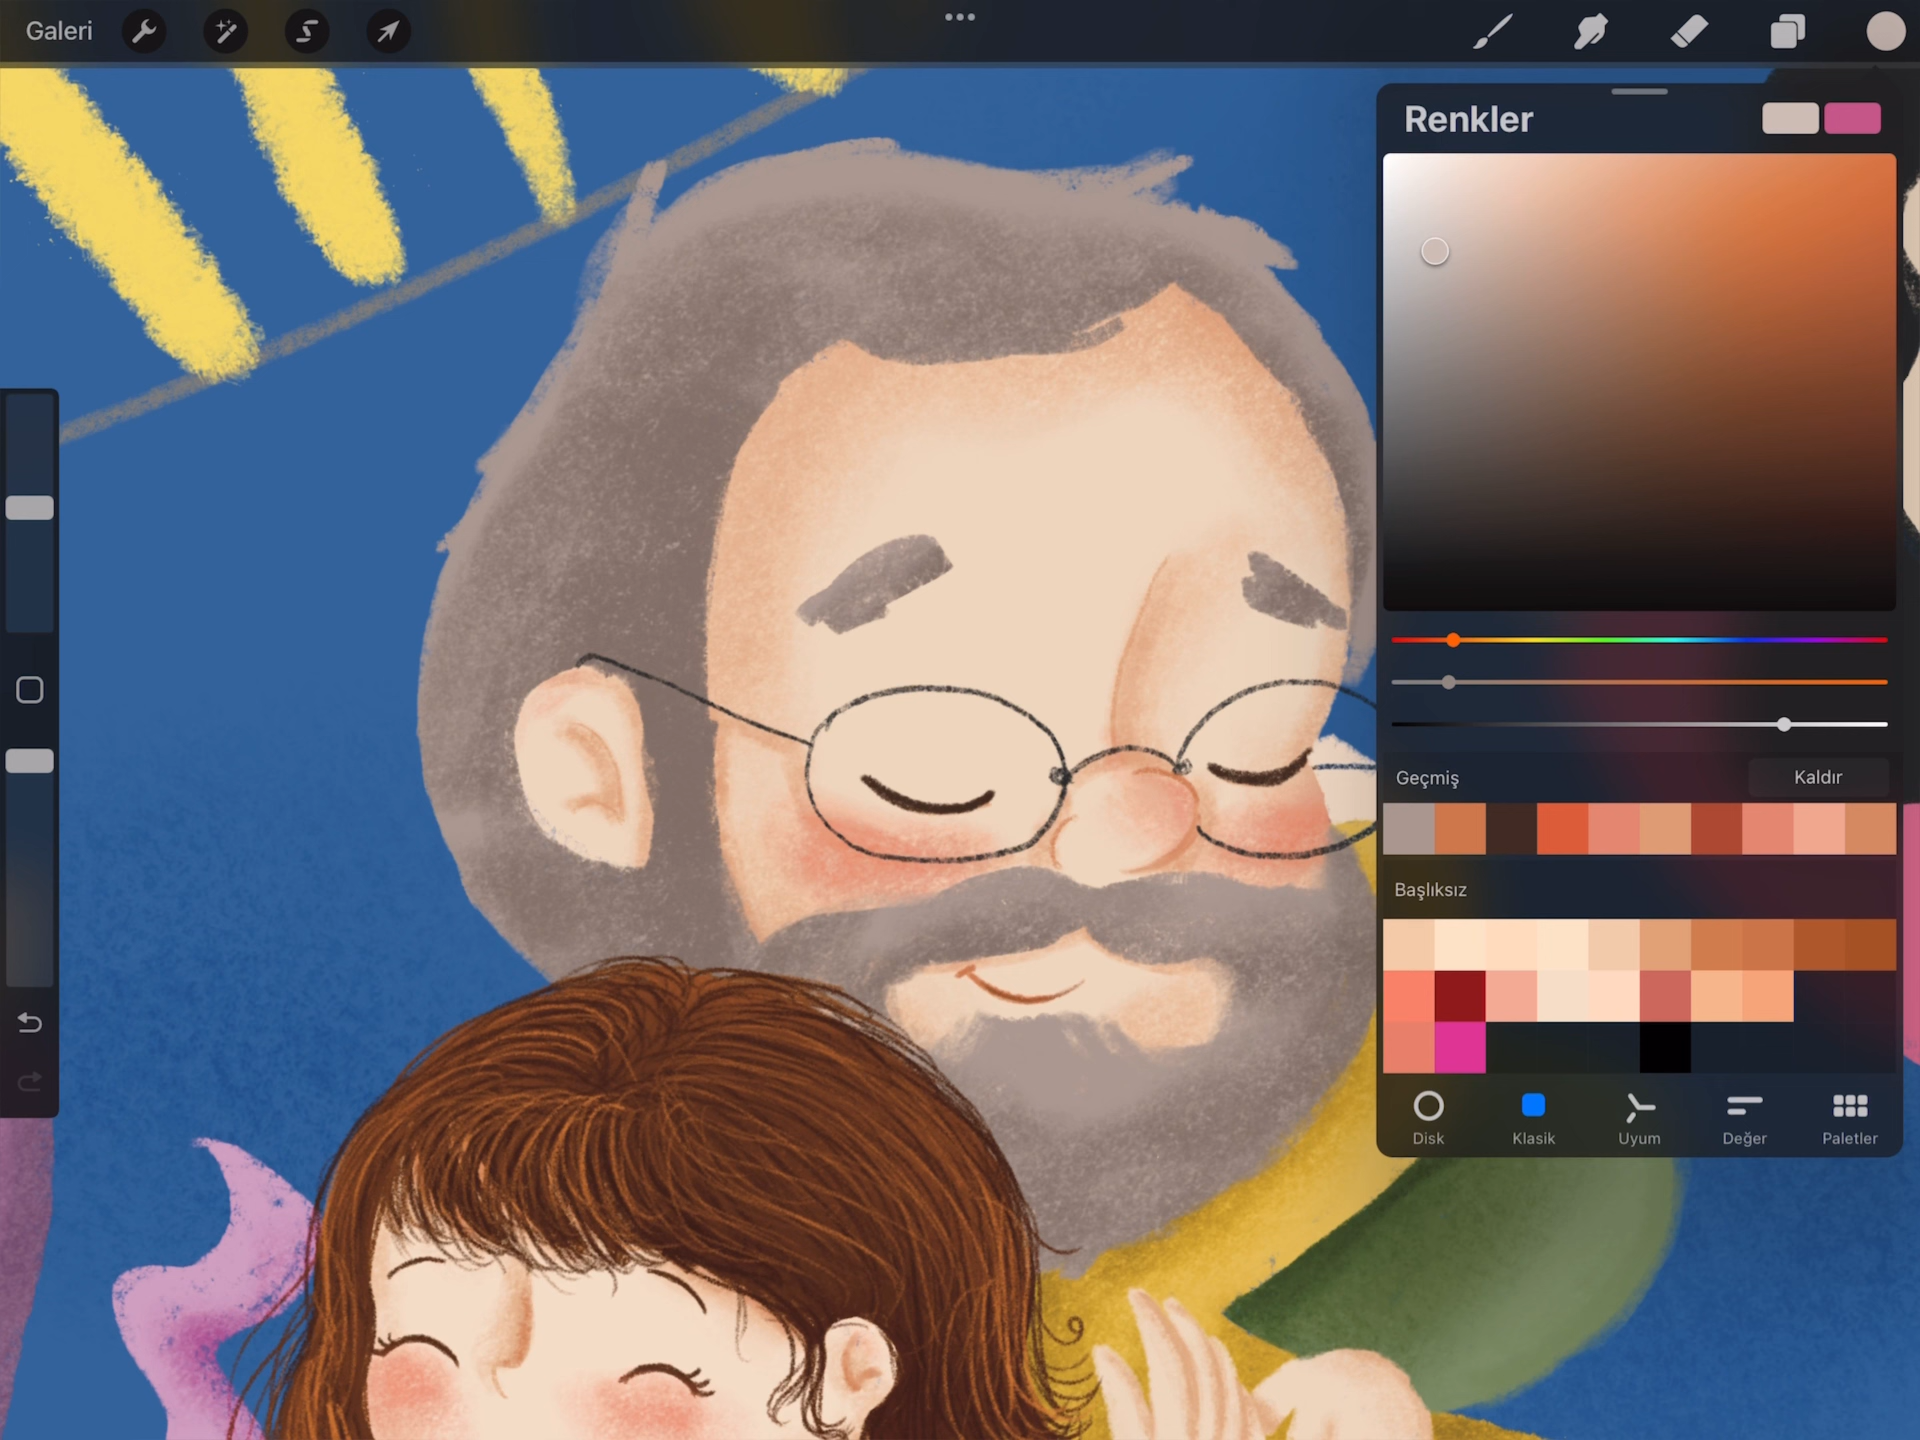 Galeri
Renkler
Geçmiş
Kaldır
Başlıksız
Disk
Klasik
Uyum
Değer
Paletler